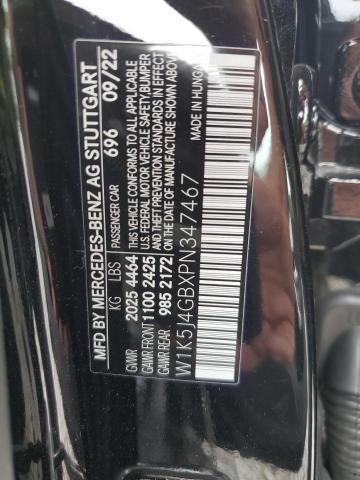 MFD BY MERCEDES-BENZ AG STUTTGART
PASSENGER CAR 696 09/22
KG LBS
GVWR 2025 4464
GAWR FRONT 1100 2425
GAWR REAR 985 2172
THIS VEHICLE CONFORMS TO ALL APPLICABLE
U.S. FEDERAL MOTOR VEHICLE SAFETY, BUMPER
AND THEFT PREVENTION STANDARDS IN EFFECT ON
THE DATE OF MANUFACTURE SHOWN ABOVE.
MADE IN
W1K5J4GBXPN347467